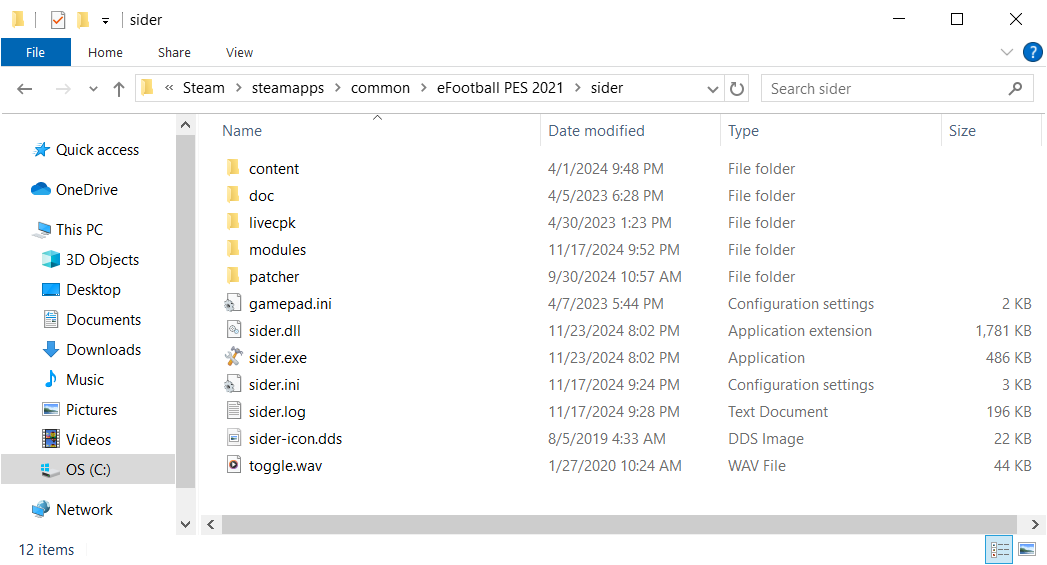 sider
File Home Share View
« Steam > steamapps > common > eFootball PES 2021 > sider
Search sider
Name Date modified Type Size
Quick access
OneDrive
This PC
3D Objects
Desktop
Documents
Downloads
Music
Pictures
Videos
OS (C:)
Network
content 4/1/2024 9:48 PM File folder
doc 4/5/2023 6:28 PM File folder
livecpk 4/30/2023 1:23 PM File folder
modules 11/17/2024 9:52 PM File folder
patcher 9/30/2024 10:57 AM File folder
gamepad.ini 4/7/2023 5:44 PM Configuration settings 2 KB
sider.dll 11/23/2024 8:02 PM Application extension 1,781 KB
sider.exe 11/23/2024 8:02 PM Application 486 KB
sider.ini 11/17/2024 9:24 PM Configuration settings 3 KB
sider.log 11/17/2024 9:28 PM Text Document 196 KB
sider-icon.dds 8/5/2019 4:33 AM DDS Image 22 KB
toggle.wav 1/27/2020 10:24 AM WAV File 44 KB
12 items